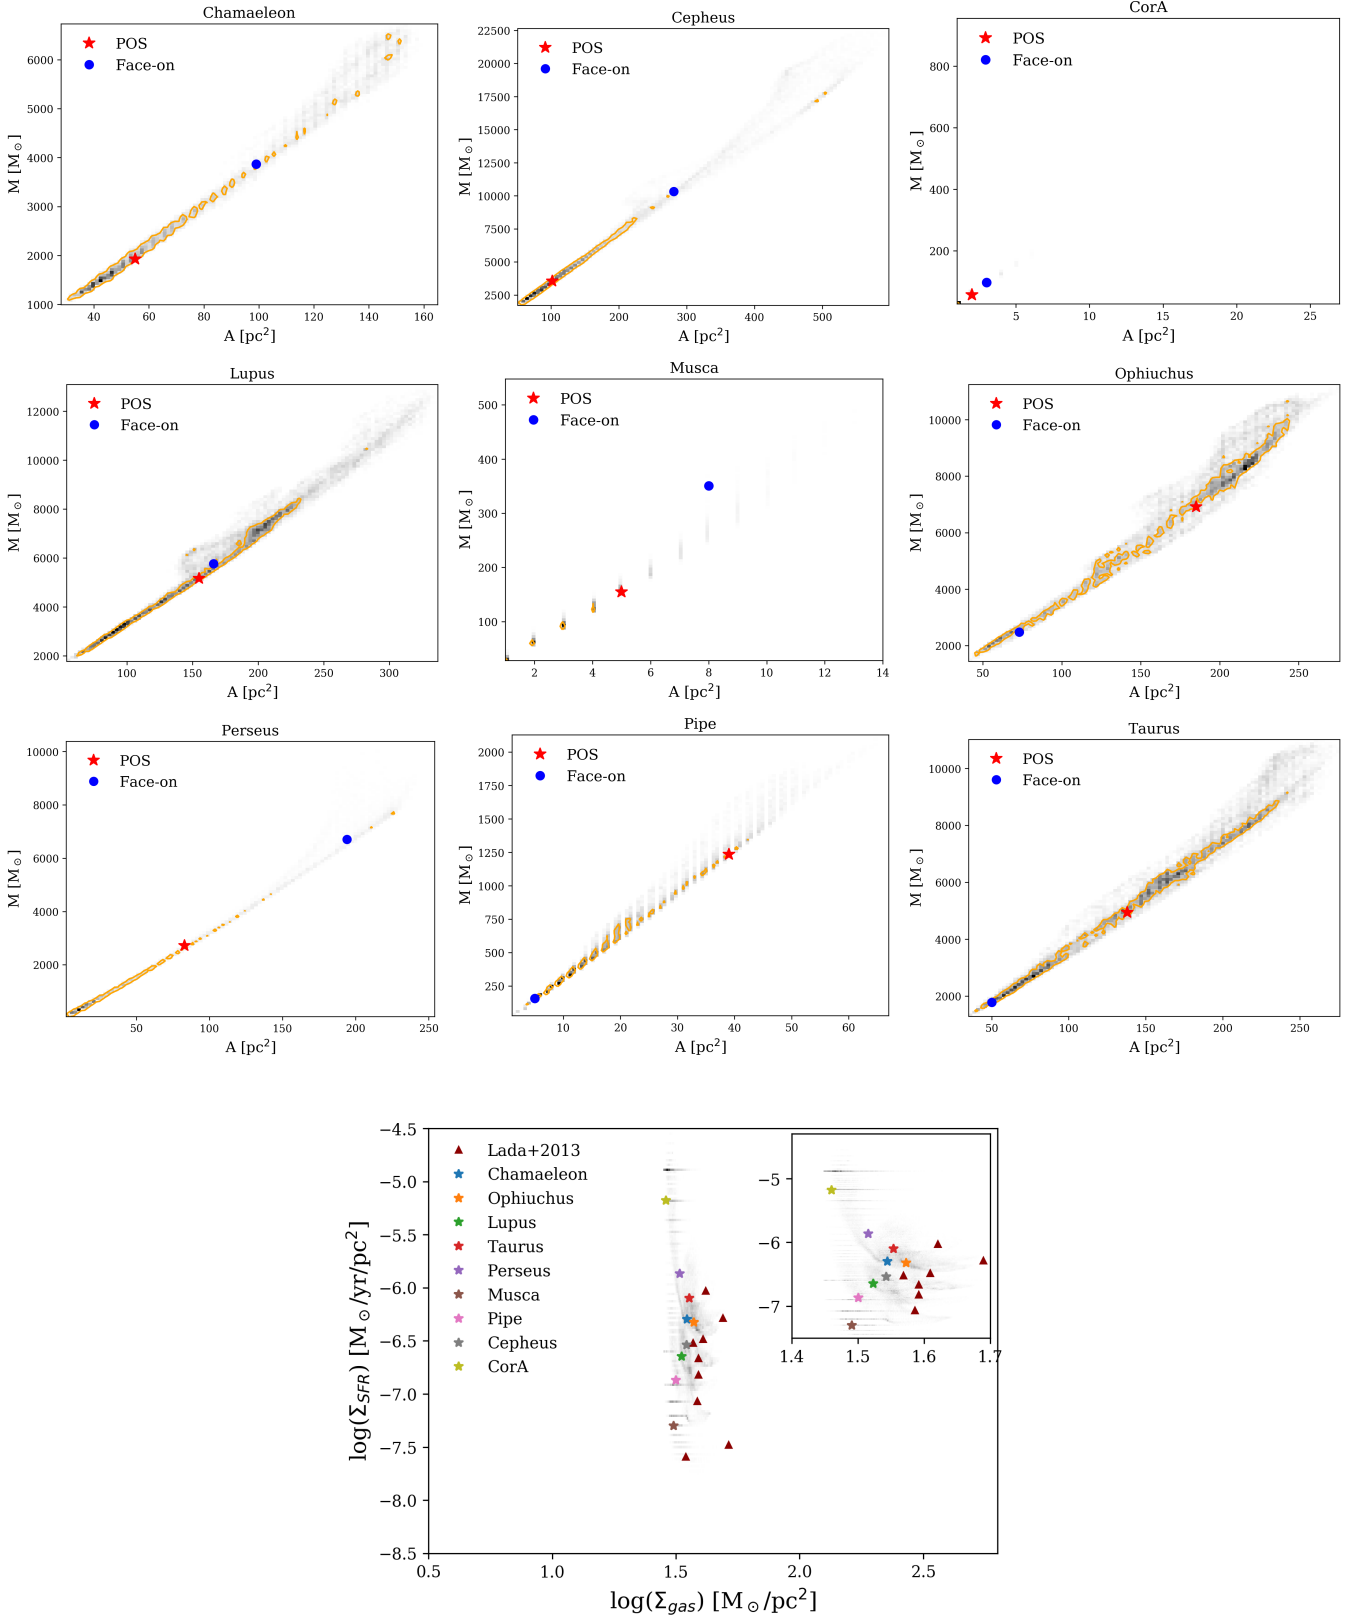 Chamaeleon
POS
Face-on
M [M⊙]
6000
5000
4000
3000
2000
1000
40 60 80 100 120 140 160
A [pc²]
Cepheus
POS
Face-on
M [M⊙]
22500
20000
17500
15000
12500
10000
7500
5000
2500
100 200 300 400 500
A [pc²]
CorA
POS
Face-on
M [M⊙]
800
600
400
200
5 10 15 20 25
A [pc²]
Lupus
POS
Face-on
M [M⊙]
12000
10000
8000
6000
4000
2000
100 150 200 250 300
A [pc²]
Musca
POS
Face-on
M [M⊙]
500
400
300
200
100
2 4 6 8 10 12 14
A [pc²]
Ophiuchus
POS
Face-on
M [M⊙]
10000
8000
6000
4000
2000
50 100 150 200 250
A [pc²]
Perseus
POS
Face-on
M [M⊙]
10000
8000
6000
4000
2000
50 100 150 200 250
A [pc²]
Pipe
POS
Face-on
M [M⊙]
2000
1750
1500
1250
1000
750
500
250
10 20 30 40 50 60
A [pc²]
Taurus
POS
Face-on
M [M⊙]
10000
8000
6000
4000
2000
50 100 150 200 250
A [pc²]
Lada+2013
Chamaeleon
Ophiuchus
Lupus
Taurus
Perseus
Musca
Pipe
Cepheus
CorA
log(Σ_SFR) [M⊙/yr/pc²]
−4.5
−5.0
−5.5
−6.0
−6.5
−7.0
−7.5
−8.0
−8.5
0.5 1.0 1.5 2.0 2.5
log(Σ_gas) [M⊙/pc²]
−5
−6
−7
1.4 1.5 1.6 1.7